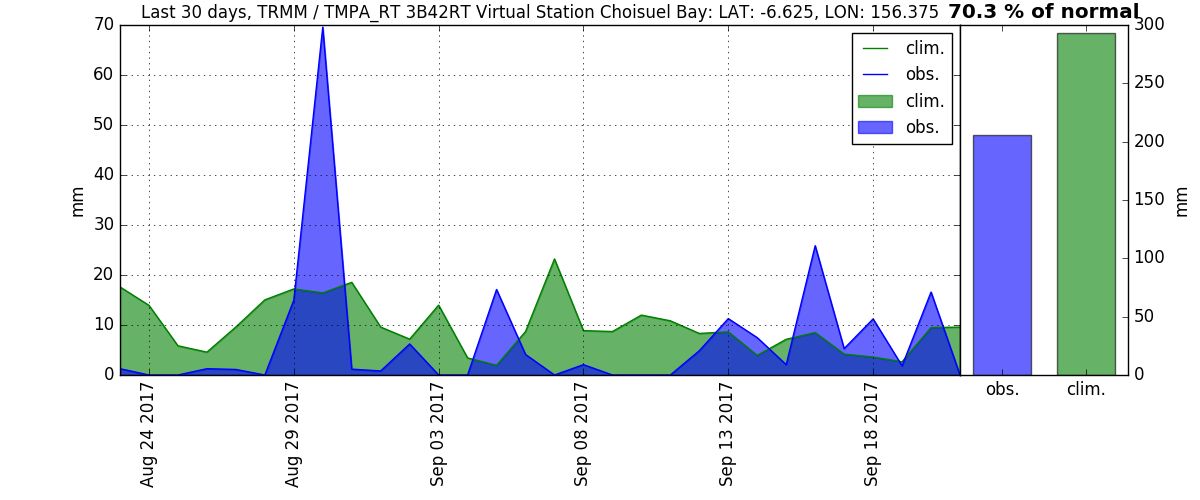 Last 30 days, TRMM / TMPA_RT 3B42RT Virtual Station Choisuel Bay: LAT: -6.625, LON: 156.375
70.3 % of normal
70
60
50
40
30
20
10
0
mm
clim.
obs.
clim.
obs.
Aug 24 2017
Aug 29 2017
Sep 03 2017
Sep 08 2017
Sep 13 2017
Sep 18 2017
300
250
200
150
100
50
0
mm
obs.
clim.